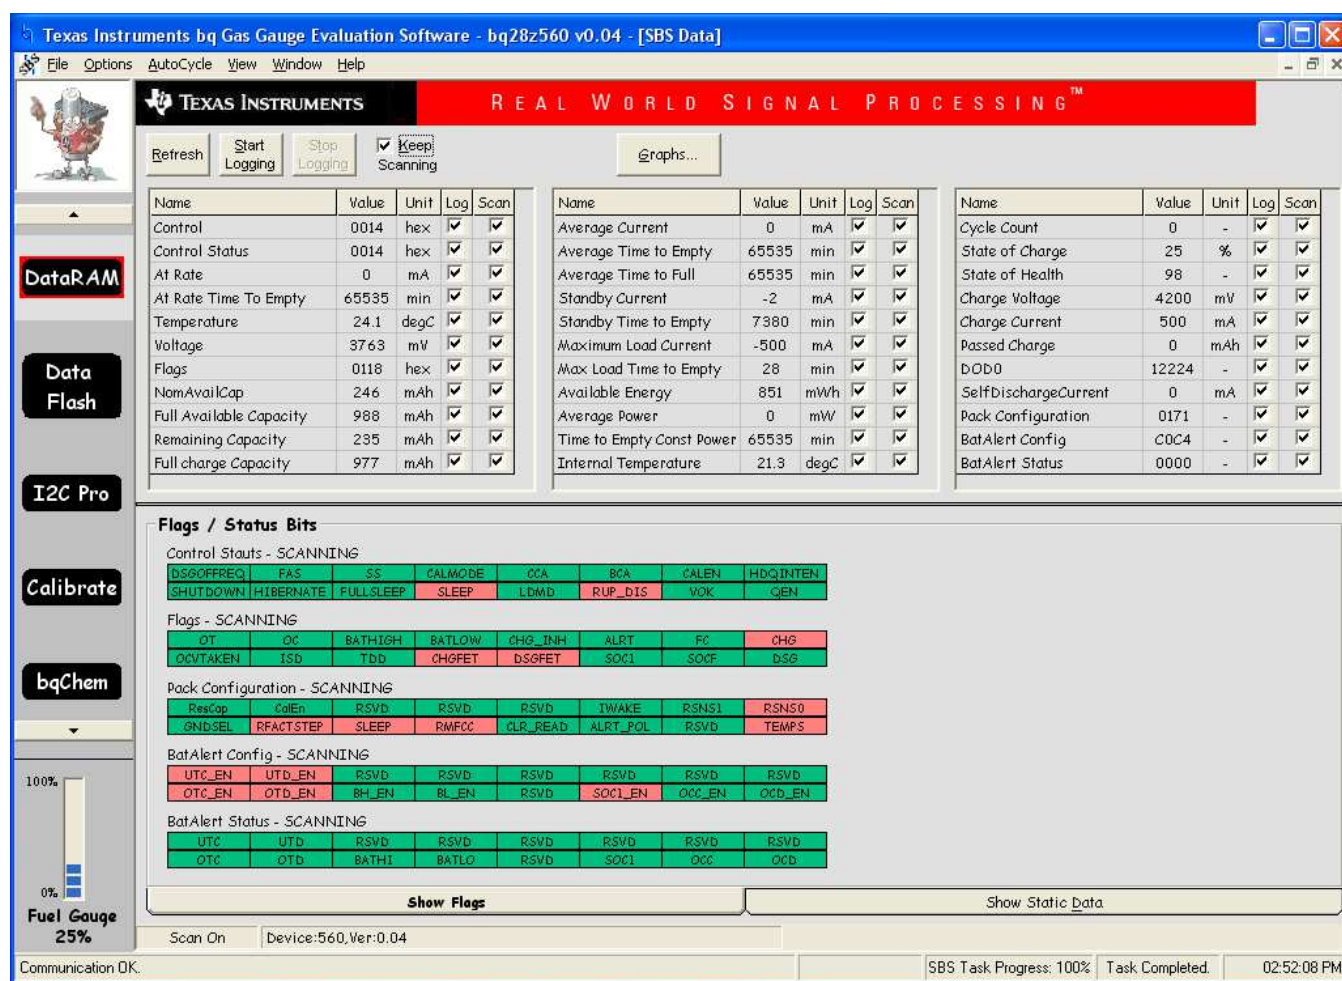 Texas Instruments bq Gas Gauge Evaluation Software - bq28z560 v0.04 - [SBS Data]
File Options AutoCycle View Window Help
TEXAS INSTRUMENTS REAL WORLD SIGNAL PROCESSING™
Refresh Start Logging Stop Logging Keep Scanning Graphs...
Name Value Unit Log Scan Name Value Unit Log Scan Name Value Unit Log Scan
Control 0014 hex Average Current 0 mA Cycle Count 0 -
Control Status 0014 hex Average Time to Empty 65535 min State of Charge 25 %
At Rate 0 mA Average Time to Full 65535 min State of Health 98 -
At Rate Time To Empty 65535 min Standby Current -2 mA Charge Voltage 4200 mV
Temperature 24.1 degC Standby Time to Empty 7380 min Charge Current 500 mA
Voltage 3763 mV Maximum Load Current -500 mA Passed Charge 0 mAh
Flags 0118 hex Max Load Time to Empty 28 min DOD0 12224 -
NomAvailCap 246 mAh Available Energy 851 mWh SelfDischargeCurrent 0 mA
Full Available Capacity 988 mAh Average Power 0 mW Pack Configuration 0171 -
Remaining Capacity 235 mAh Time to Empty Const Power 65535 min BatAlert Config C0C4 -
Full charge Capacity 977 mAh Internal Temperature 21.3 degC BatAlert Status 0000 -
DataRAM
Data
Flash
I2C Pro
Calibrate
bqChem
100%
0%
Fuel Gauge
25%
Flags / Status Bits
Control Stauts - SCANNING
DSGOFFREQ FAS SS CALMODE CCA BCA CALEN HDQINTEN
SHUTDOWN HIBERNATE FULLSLEEP SLEEP LDMD RUP_DIS VOK QEN
Flags - SCANNING
OT OC BATHIGH BATLOW CHG_INH ALRT FC CHG
OCVTAKEN ISD TDD CHGFET DSGFET SOC1 SOCF DSG
Pack Configuration - SCANNING
ResCap CalEn RSVD RSVD RSVD IWAKE RSNS1 RSNS0
GNDSEL RFACTSTEP SLEEP RMFCC CLR_READ ALRT_POL RSVD TEMPS
BatAlert Config - SCANNING
UTC_EN UTD_EN RSVD RSVD RSVD RSVD RSVD RSVD
OTC_EN OTD_EN BH_EN BL_EN RSVD SOC1_EN OCC_EN OCD_EN
BatAlert Status - SCANNING
UTC UTD RSVD RSVD RSVD RSVD RSVD RSVD
OTC OTD BATHI BATLO RSVD SOC1 OCC OCD
Show Flags Show Static Data
Scan On Device:560,Ver:0.04
Communication OK. SBS Task Progress: 100% Task Completed. 02:52:08 PM